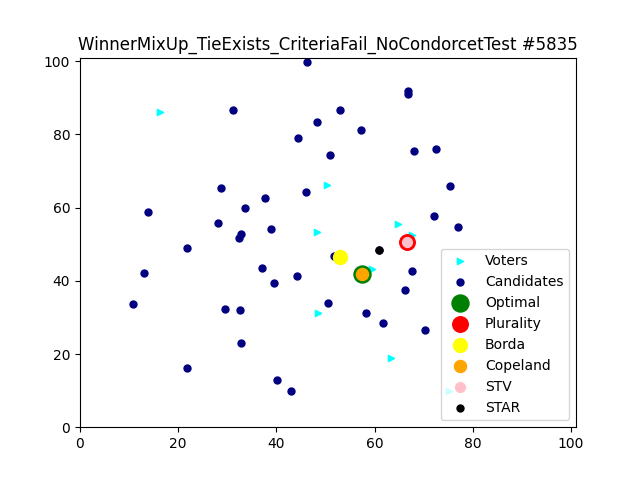 WinnerMixUp_TieExists_CriteriaFail_NoCondorcetTest #5835
100
80
60
40
20
0
0 20 40 60 80 100
Voters
Candidates
Optimal
Plurality
Borda
Copeland
STV
STAR